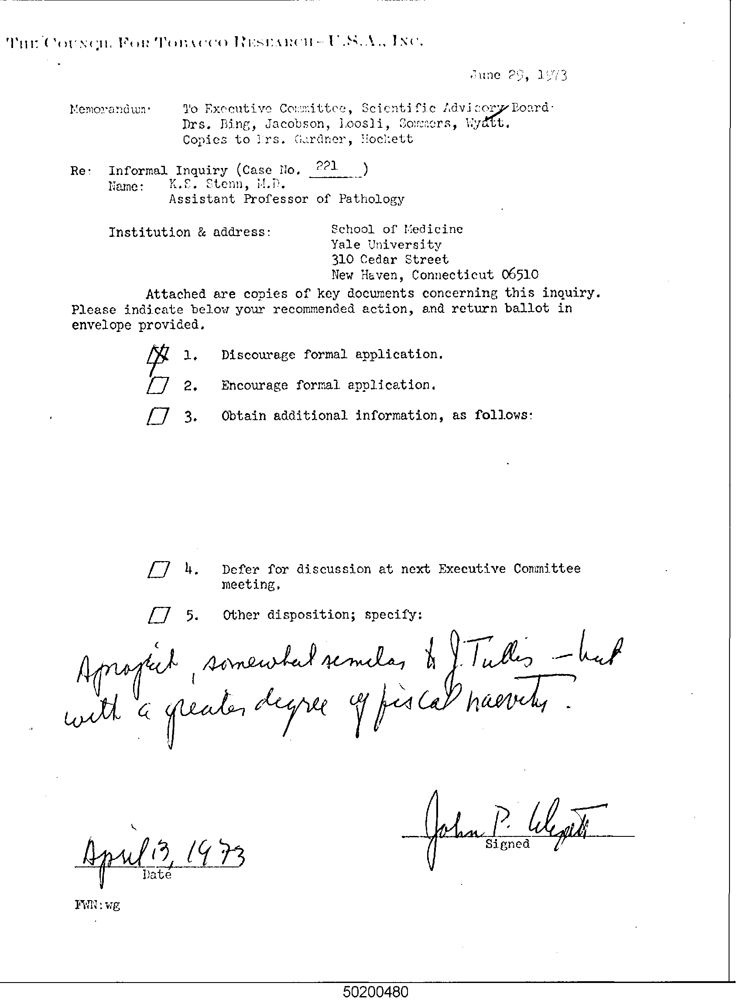 THE COUNCIL FOR TOBACCO RESEARCH - U.S.A., INC.
June 29, 1973
Memorandum: To Executive Committee, Scientific Advisory Board:
Drs. Bing, Jacobson, Loosli, Sommers, Wyatt.
Copies to Drs. Gardner, Hockett
Re: Informal Inquiry (Case No. 221 )
Name: K.S. Stenn, M.D.
Assistant Professor of Pathology
Institution & address: School of Medicine
Yale University
310 Cedar Street
New Haven, Connecticut 06510
Attached are copies of key documents concerning this inquiry.
Please indicate below your recommended action, and return ballot in
envelope provided.
1. Discourage formal application.
2. Encourage formal application.
3. Obtain additional information, as follows:
4. Defer for discussion at next Executive Committee
meeting.
5. Other disposition; specify:
A project, somewhat similar to J. Tullis - but
with a greater degree of fiscal naevity.
John P. Wyatt
Signed
April 13, 1973
Date
FWN:wg
50200480